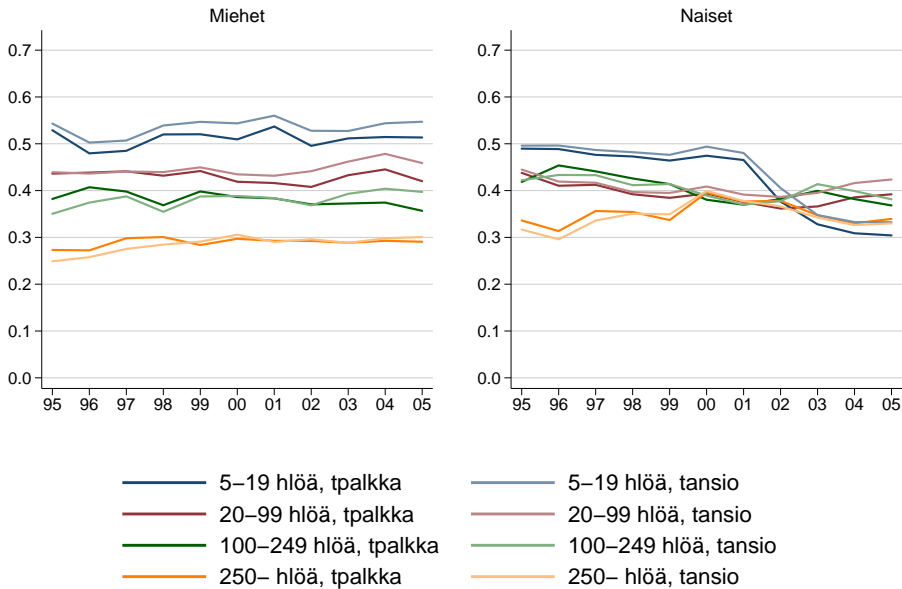 Miehet
0.7
0.6
0.5
0.4
0.3
0.2
0.1
0.0
95 96 97 98 99 00 01 02 03 04 05
Naiset
0.7
0.6
0.5
0.4
0.3
0.2
0.1
0.0
95 96 97 98 99 00 01 02 03 04 05
5−19 hlöä, tpalkka
5−19 hlöä, tansio
20−99 hlöä, tpalkka
20−99 hlöä, tansio
100−249 hlöä, tpalkka
100−249 hlöä, tansio
250− hlöä, tpalkka
250− hlöä, tansio